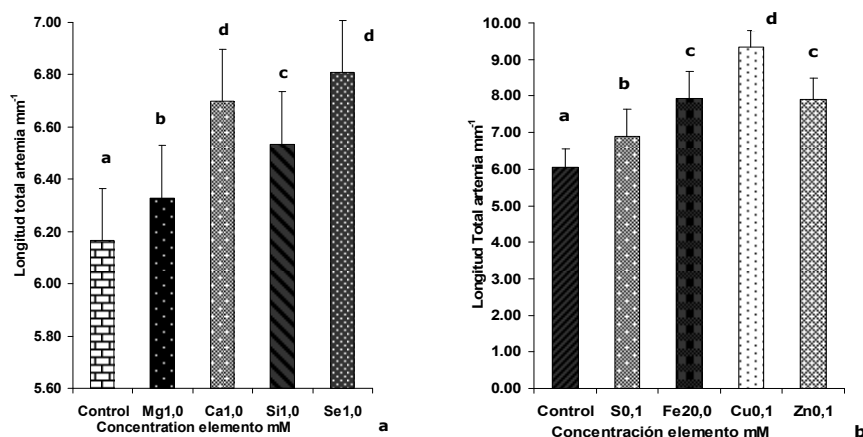 7.00
6.80
6.60
6.40
6.20
6.00
5.80
5.60
Longitud total artemia mm⁻¹
a
b
d
c
d
Control Mg1,0 Ca1,0 Si1,0 Se1,0
Concentration elemento mM
a
10.00
9.00
8.00
7.00
6.00
5.00
4.00
3.00
2.00
1.00
0.00
Longitud Total artemia mm⁻¹
a
b
c
d
c
Control S0,1 Fe20,0 Cu0,1 Zn0,1
Concentración elemento mM
b